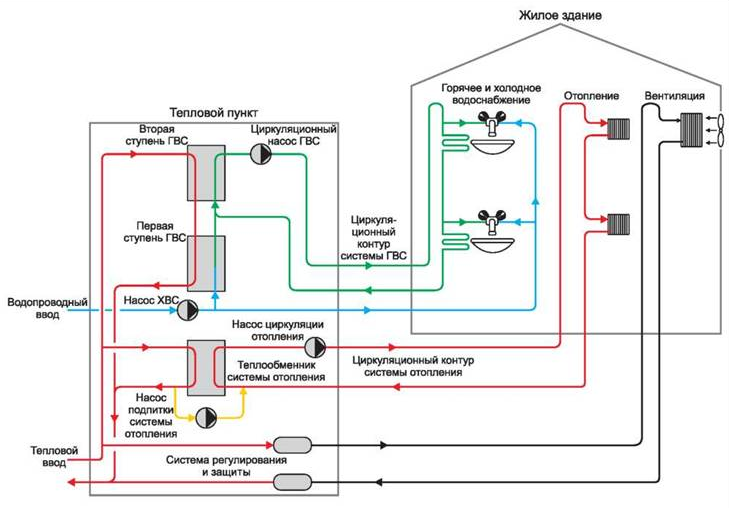 Жилое здание
Горячее и холодное
водоснабжение
Отопление
Вентиляция
Тепловой пункт
Вторая
ступень ГВС
Циркуляционный
насос ГВС
Первая
ступень ГВС
Циркуля-
ционный
контур
системы ГВС
Водопроводный
ввод
Насос ХВС
Насос циркуляции
отопления
Теплообменник
системы отопления
Циркуляционный контур
системы отопления
Насос
подпитки
системы
отопления
Тепловой
ввод
Система регулирования
и защиты